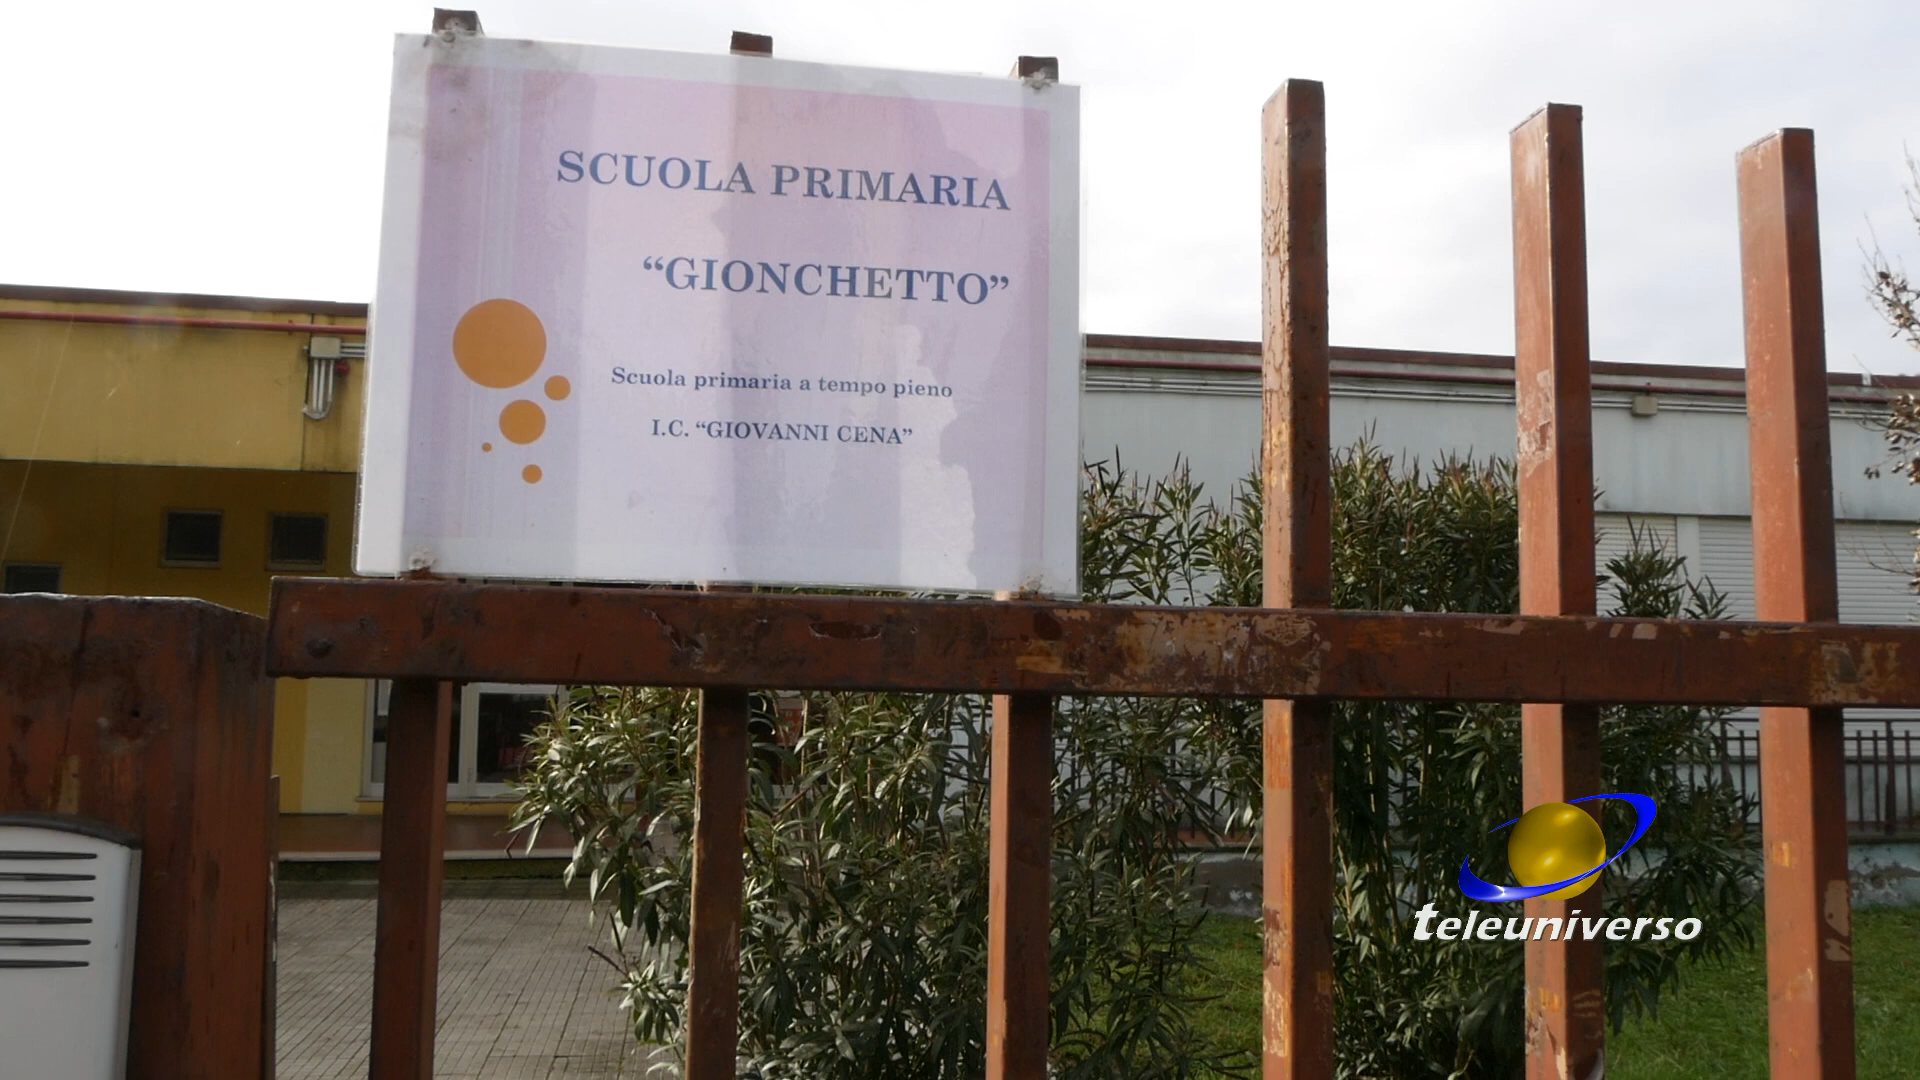 SCUOLA PRIMARIA
“GIONCHETTO”
Scuola primaria a tempo pieno
I.C. “GIOVANNI CENA”
teleuniverso